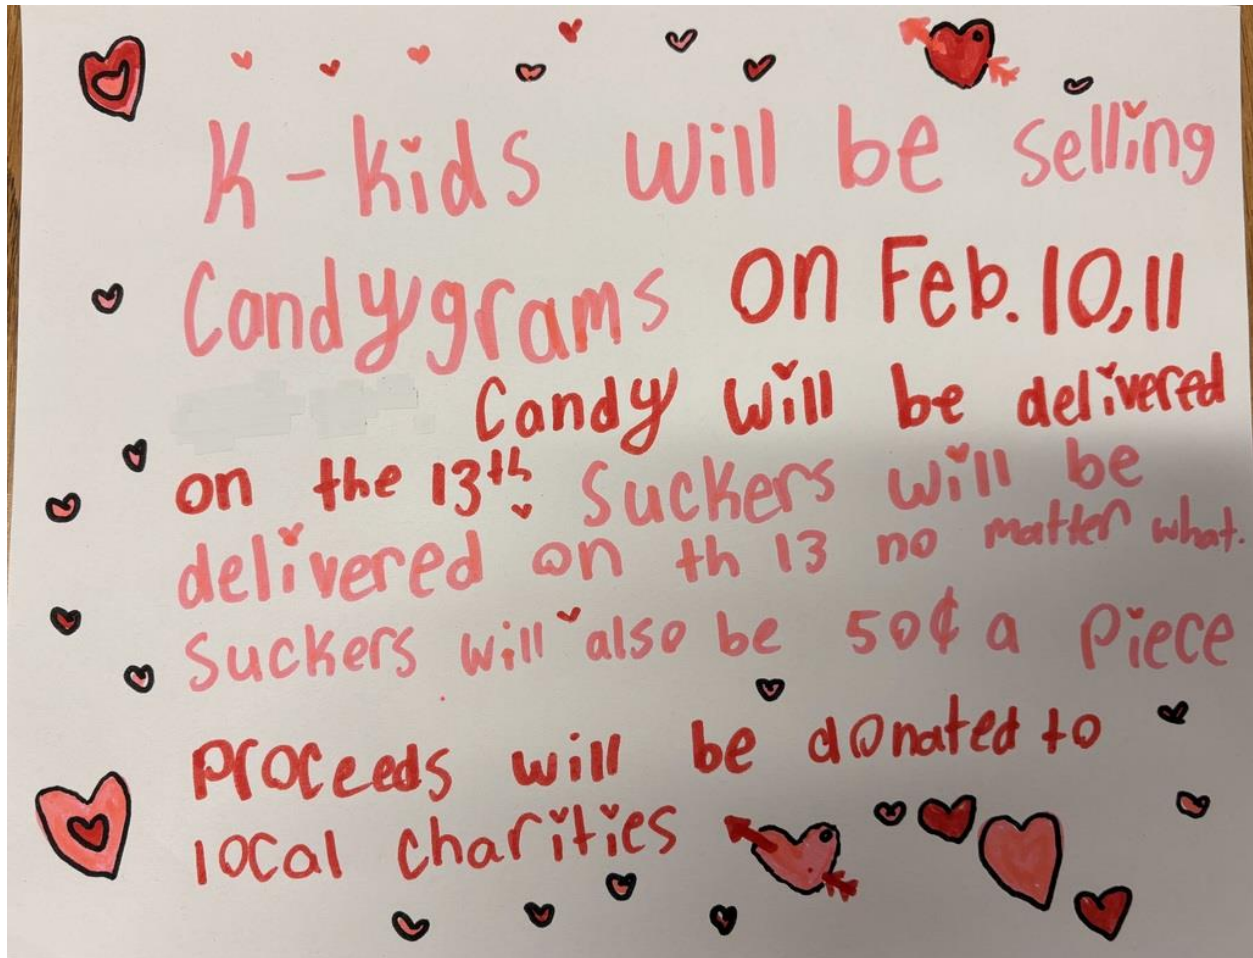 K-kids will be selling
Candygrams on Feb. 10, 11
Candy will be delivered
on the 13th. Suckers will be
delivered on th 13 no matter what.
Suckers will also be 50¢ a piece
Proceeds will be donated to
local charities